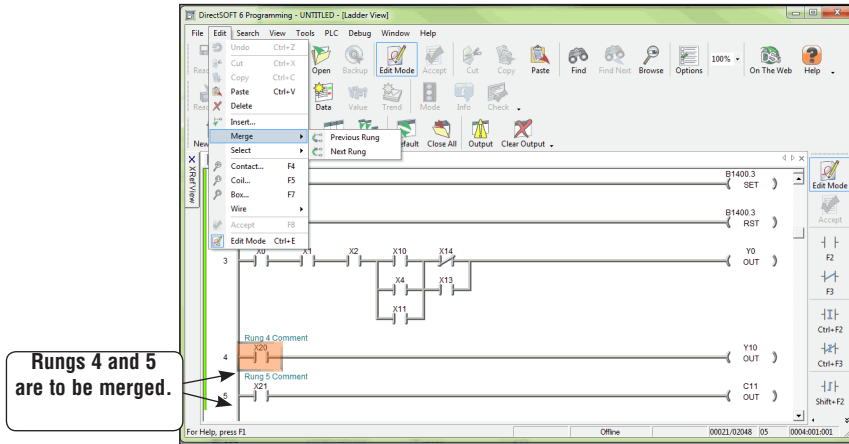 DirectSOFT 6 Programming - UNTITLED - [Ladder View]
File Edit Search View Tools PLC Debug Window Help
Open Backup Edit Mode Accept Cut Copy Paste Find Find Next Browse Options 100% On The Web Help
Undo Ctrl+Z
Cut Ctrl+X
Copy Ctrl+C
Paste Ctrl+V
Delete
Insert...
Merge
Select
Contact... F4
Coil... F5
Box... F7
Wire
Accept F8
Edit Mode Ctrl+E
Previous Rung
Next Rung
Data Value Trend Mode Info Check
Close All Output Clear Output
XRef View
B1400.3
SET
B1400.3
RST
X0 X1 X2 X10 X14 Y0
3 OUT
X4 X13
X11
Rung 4 Comment
X20 Y10
4 OUT
Rung 5 Comment
X21 C11
5 OUT
Edit Mode
Accept
F2
F3
Ctrl+F2
Ctrl+F3
Shift+F2
For Help, press F1 Offline 00021/02048 05 0004:001:001
Rungs 4 and 5
are to be merged.